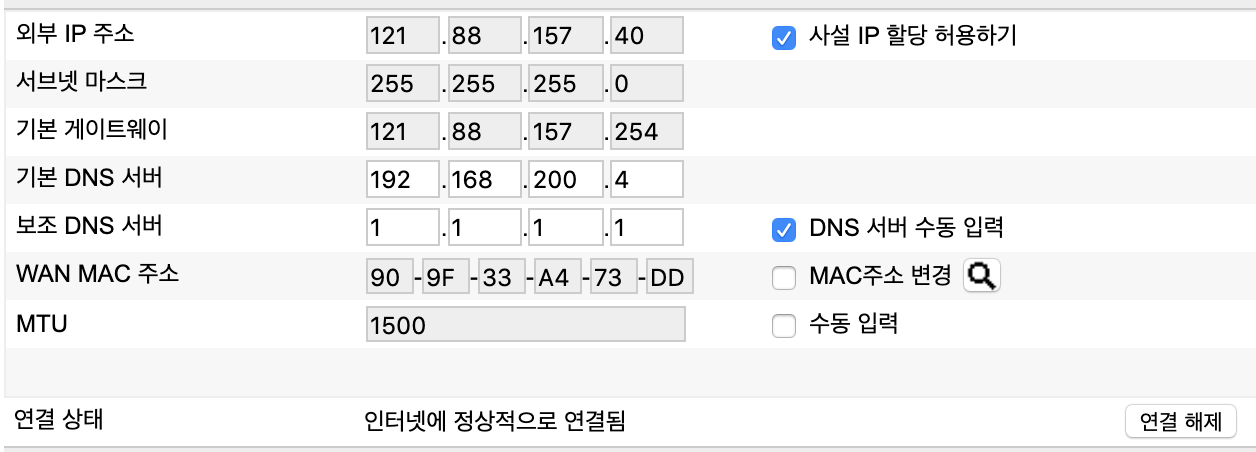 외부 IP 주소 121 . 88 . 157 . 40 사설 IP 할당 허용하기
서브넷 마스크 255 . 255 . 255 . 0
기본 게이트웨이 121 . 88 . 157 . 254
기본 DNS 서버 192 . 168 . 200 . 4
보조 DNS 서버 1 . 1 . 1 . 1 DNS 서버 수동 입력
WAN MAC 주소 90 - 9F - 33 - A4 - 73 - DD MAC주소 변경
MTU 1500 수동 입력
연결 상태 인터넷에 정상적으로 연결됨 연결 해제